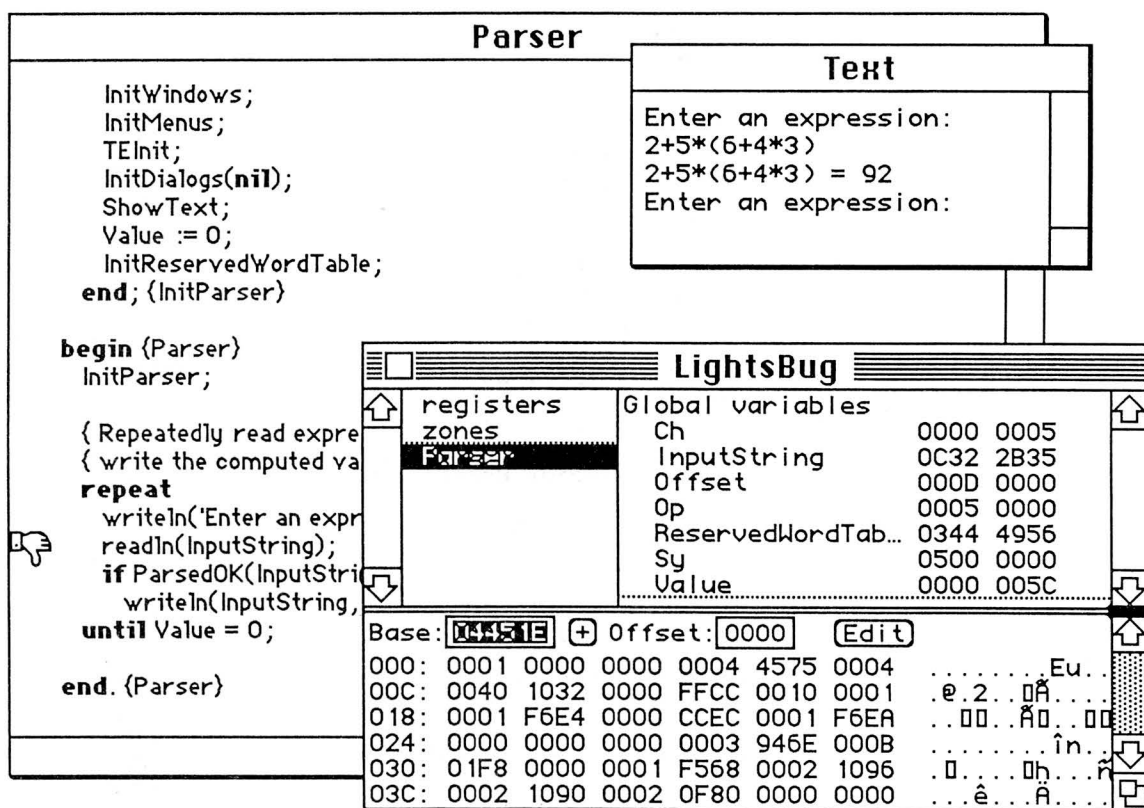 Parser
InitWindows;
InitMenus;
TEInit;
InitDialogs(nil);
ShowText;
Value := 0;
InitReservedWordTable;
end; {InitParser}
begin {Parser}
InitParser;
{ Repeatedly read expre
{ write the computed va
repeat
writeln('Enter an expr
readln(InputString);
if ParsedOK(InputStri
writeln(InputString,
until Value = 0;
end. {Parser}
Text
Enter an expression:
2+5*(6+4*3)
2+5*(6+4*3) = 92
Enter an expression:
LightsBug
registers
zones
Parser
Global variables
Ch 0000 0005
InputString 0C32 2B35
Offset 000D 0000
Op 0005 0000
ReservedWordTab... 0344 4956
Sy 0500 0000
Value 0000 005C
Base: 04451E + Offset: 0000 Edit
000: 0001 0000 0000 0004 4575 0004 .........Eu..
00C: 0040 1032 0000 FFCC 0010 0001 .@.2..▯Ã.....
018: 0001 F6E4 0000 CCEC 0001 F6EA ..▯▯..Ã▯..▯▯
024: 0000 0000 0000 0003 946E 000B .........în..
030: 01F8 0000 0001 F568 0002 1096 .▯....▯h...ñ
03C: 0002 1090 0002 0F80 0000 0000 ...ê...Ä....